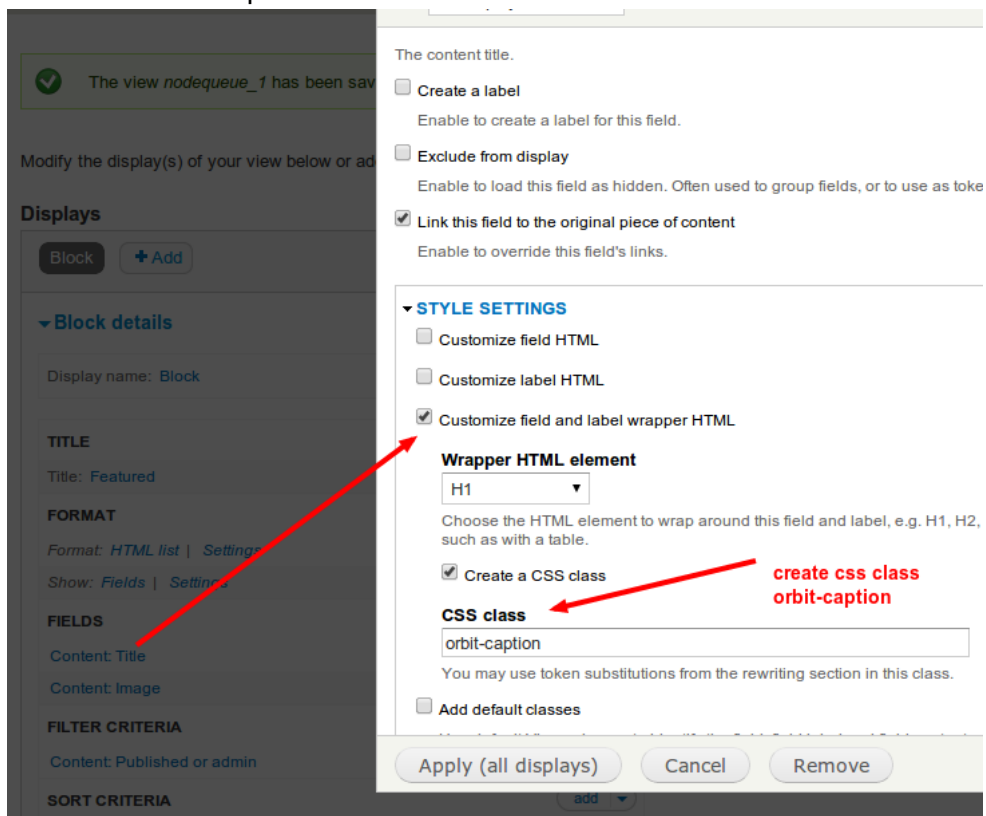 The view nodequeue_1 has been sav
Modify the display(s) of your view below or ad
Displays
Block
Add
Block details
Display name: Block
TITLE
Title: Featured
FORMAT
Format: HTML list | Settings
Show: Fields | Settings
FIELDS
Content: Title
Content: Image
FILTER CRITERIA
Content: Published or admin
SORT CRITERIA
add
The content title.
Create a label
Enable to create a label for this field.
Exclude from display
Enable to load this field as hidden. Often used to group fields, or to use as toke
Link this field to the original piece of content
Enable to override this field's links.
STYLE SETTINGS
Customize field HTML
Customize label HTML
Customize field and label wrapper HTML
Wrapper HTML element
H1
Choose the HTML element to wrap around this field and label, e.g. H1, H2,
such as with a table.
Create a CSS class
create css class
orbit-caption
CSS class
orbit-caption
You may use token substitutions from the rewriting section in this class.
Add default classes
Apply (all displays)
Cancel
Remove